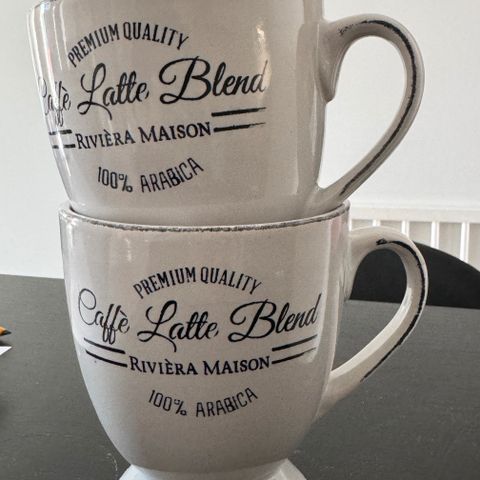 PREMIUM QUALITY
Caffè Latte Blend
RIVIÈRA MAISON
100% ARABICA
PREMIUM QUALITY
Caffè Latte Blend
RIVIÈRA MAISON
100% ARABICA